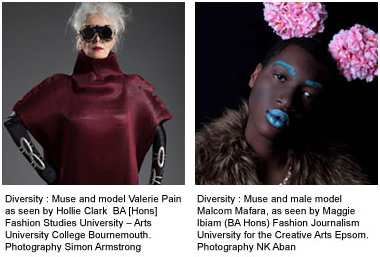 Diversity : Muse and model Valerie Pain
as seen by Hollie Clark  BA [Hons]
Fashion Studies University – Arts
University College Bournemouth.
Photography Simon Armstrong
Diversity : Muse and male model
Malcom Mafara, as seen by Maggie
Ibiam (BA Hons) Fashion Journalism
University for the Creative Arts Epsom.
Photography NK Aban